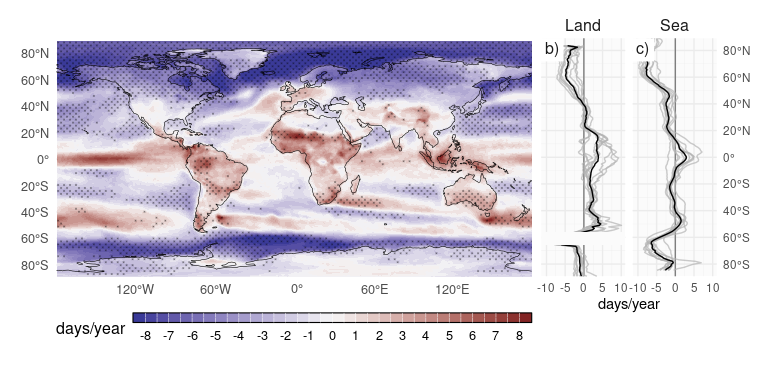 Land Sea
b) c)
80°N 80°N
60°N 60°N
40°N 40°N
20°N 20°N
0° 0°
20°S 20°S
40°S 40°S
60°S 60°S
80°S 80°S
120°W 60°W 0° 60°E 120°E -10 -5 0 5 10 -10 -5 0 5 10
days/year
days/year -8 -7 -6 -5 -4 -3 -2 -1 0 1 2 3 4 5 6 7 8